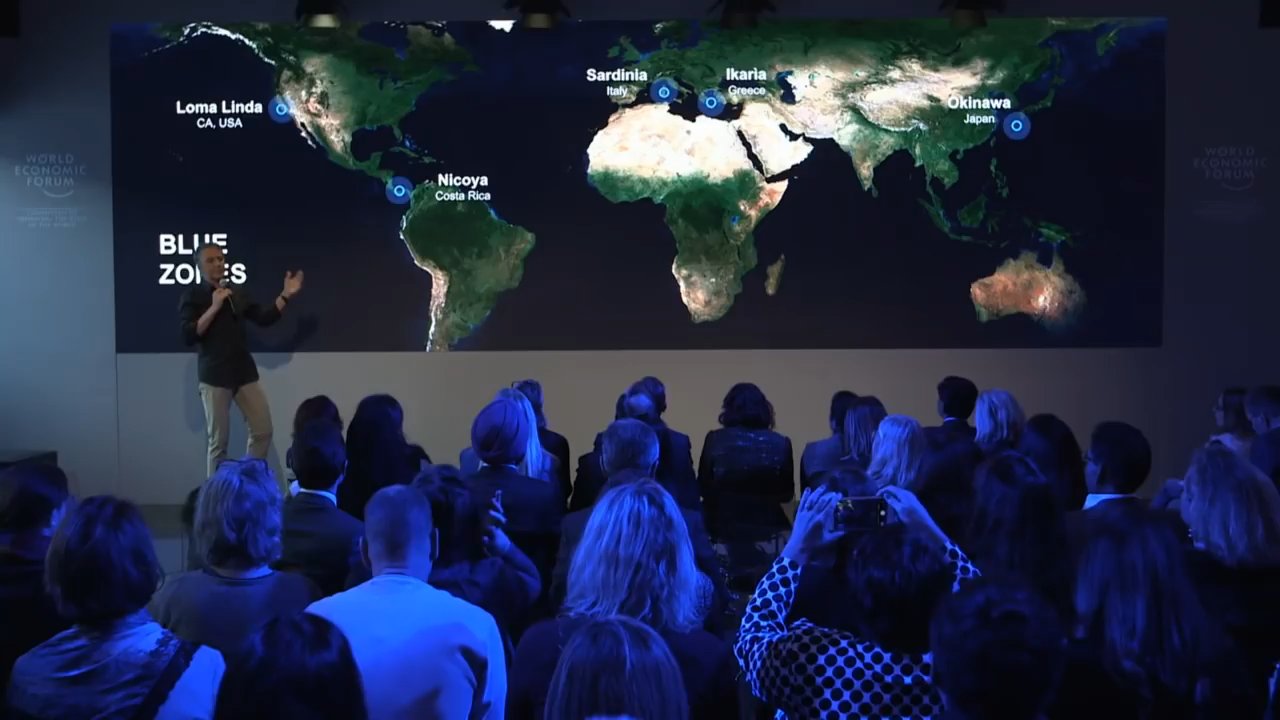 Sardinia
Italy
Ikaria
Greece
Loma Linda
CA, USA
Okinawa
Japan
WORLD
ECONOMIC
FORUM
WORLD
ECONOMIC
FORUM
Nicoya
Costa Rica
BLUE
ZONES